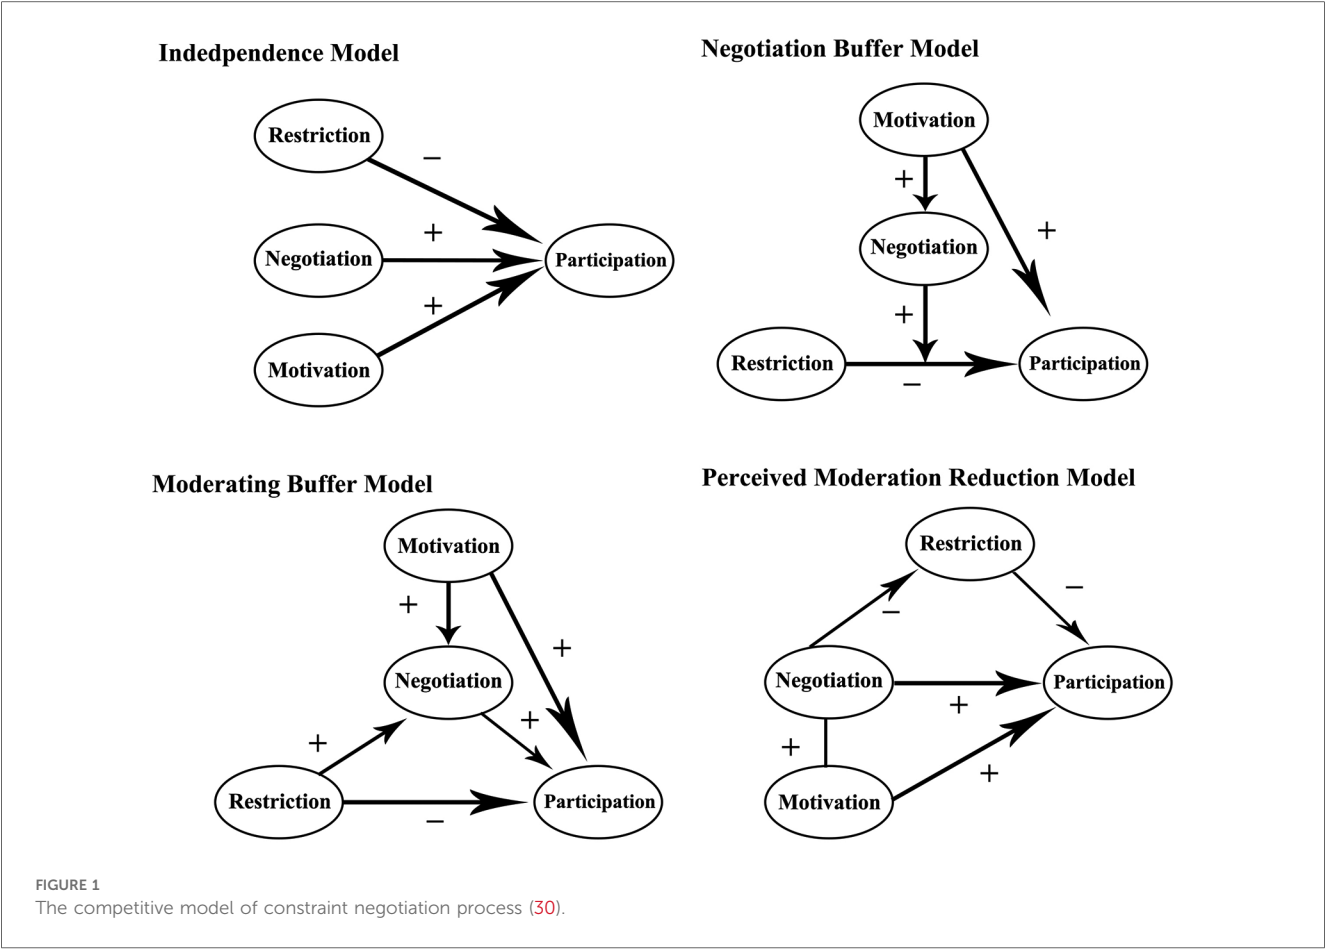 Indedpendence Model
Restriction
−
Negotiation
+
Participation
+
Motivation
Negotiation Buffer Model
Motivation
+
Negotiation
+
+
Restriction
−
Participation
Moderating Buffer Model
Motivation
+
+
Negotiation
+
+
Restriction
−
Participation
Perceived Moderation Reduction Model
Restriction
−
−
Negotiation
+
Participation
+
Motivation
+
FIGURE 1
The competitive model of constraint negotiation process (30).